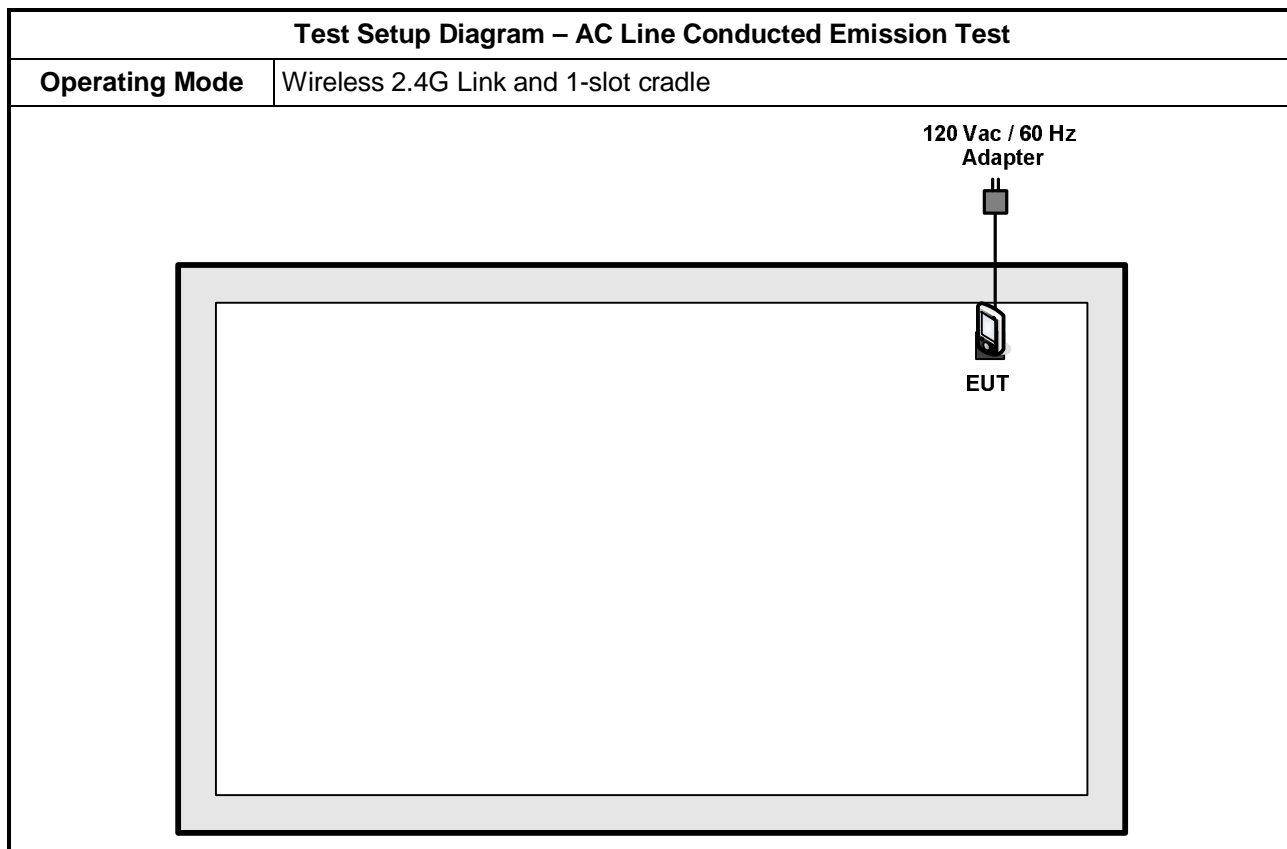 Test Setup Diagram – AC Line Conducted Emission Test
Operating Mode
Wireless 2.4G Link and 1-slot cradle
120 Vac / 60 Hz
Adapter
EUT